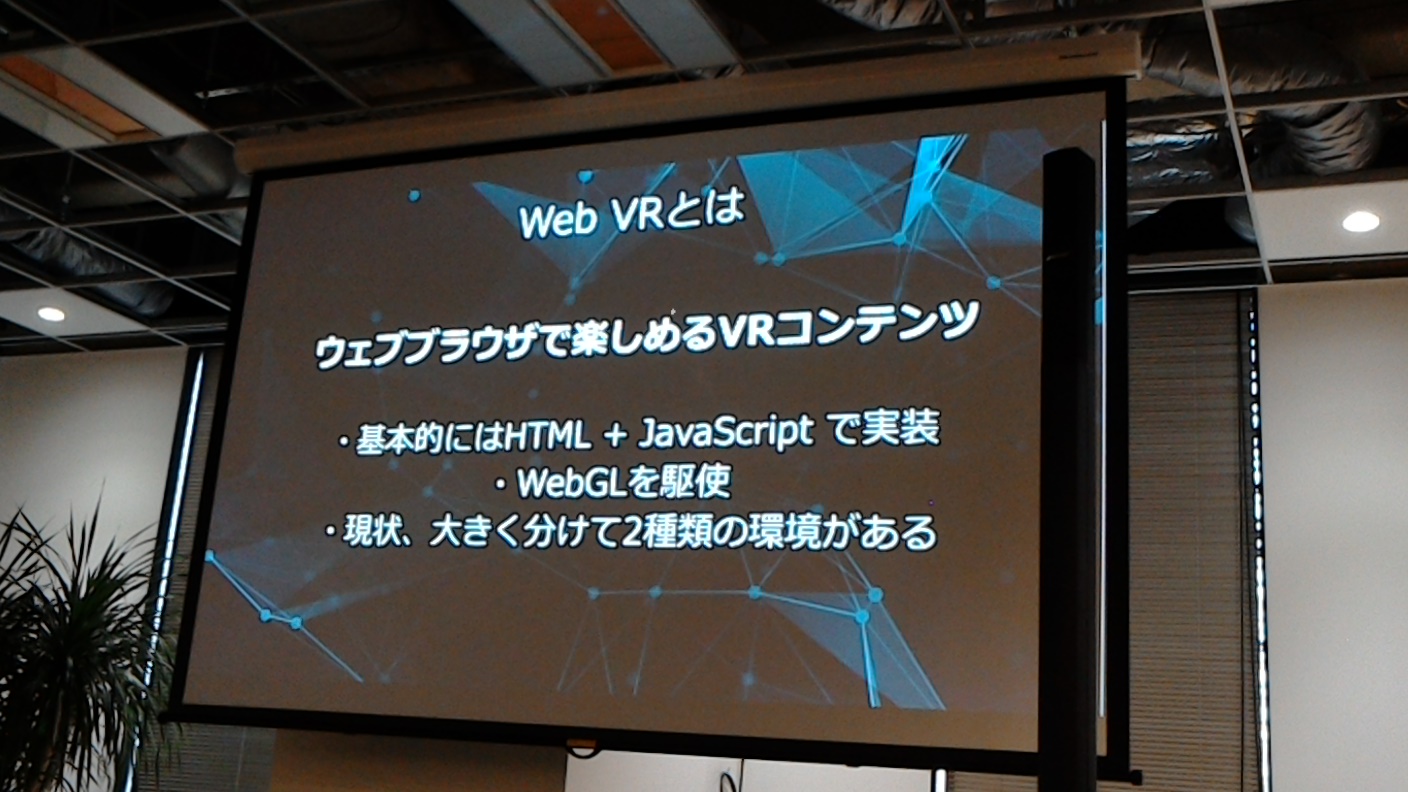 Web VRとは
ウェブブラウザで楽しめるVRコンテンツ
・基本的にはHTML + JavaScript で実装
・WebGLを駆使
・現状、大きく分けて2種類の環境がある